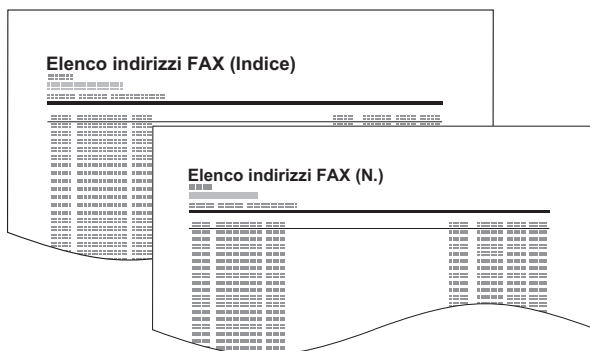 Elenco indirizzi FAX (Indice)
Elenco indirizzi FAX (N.)